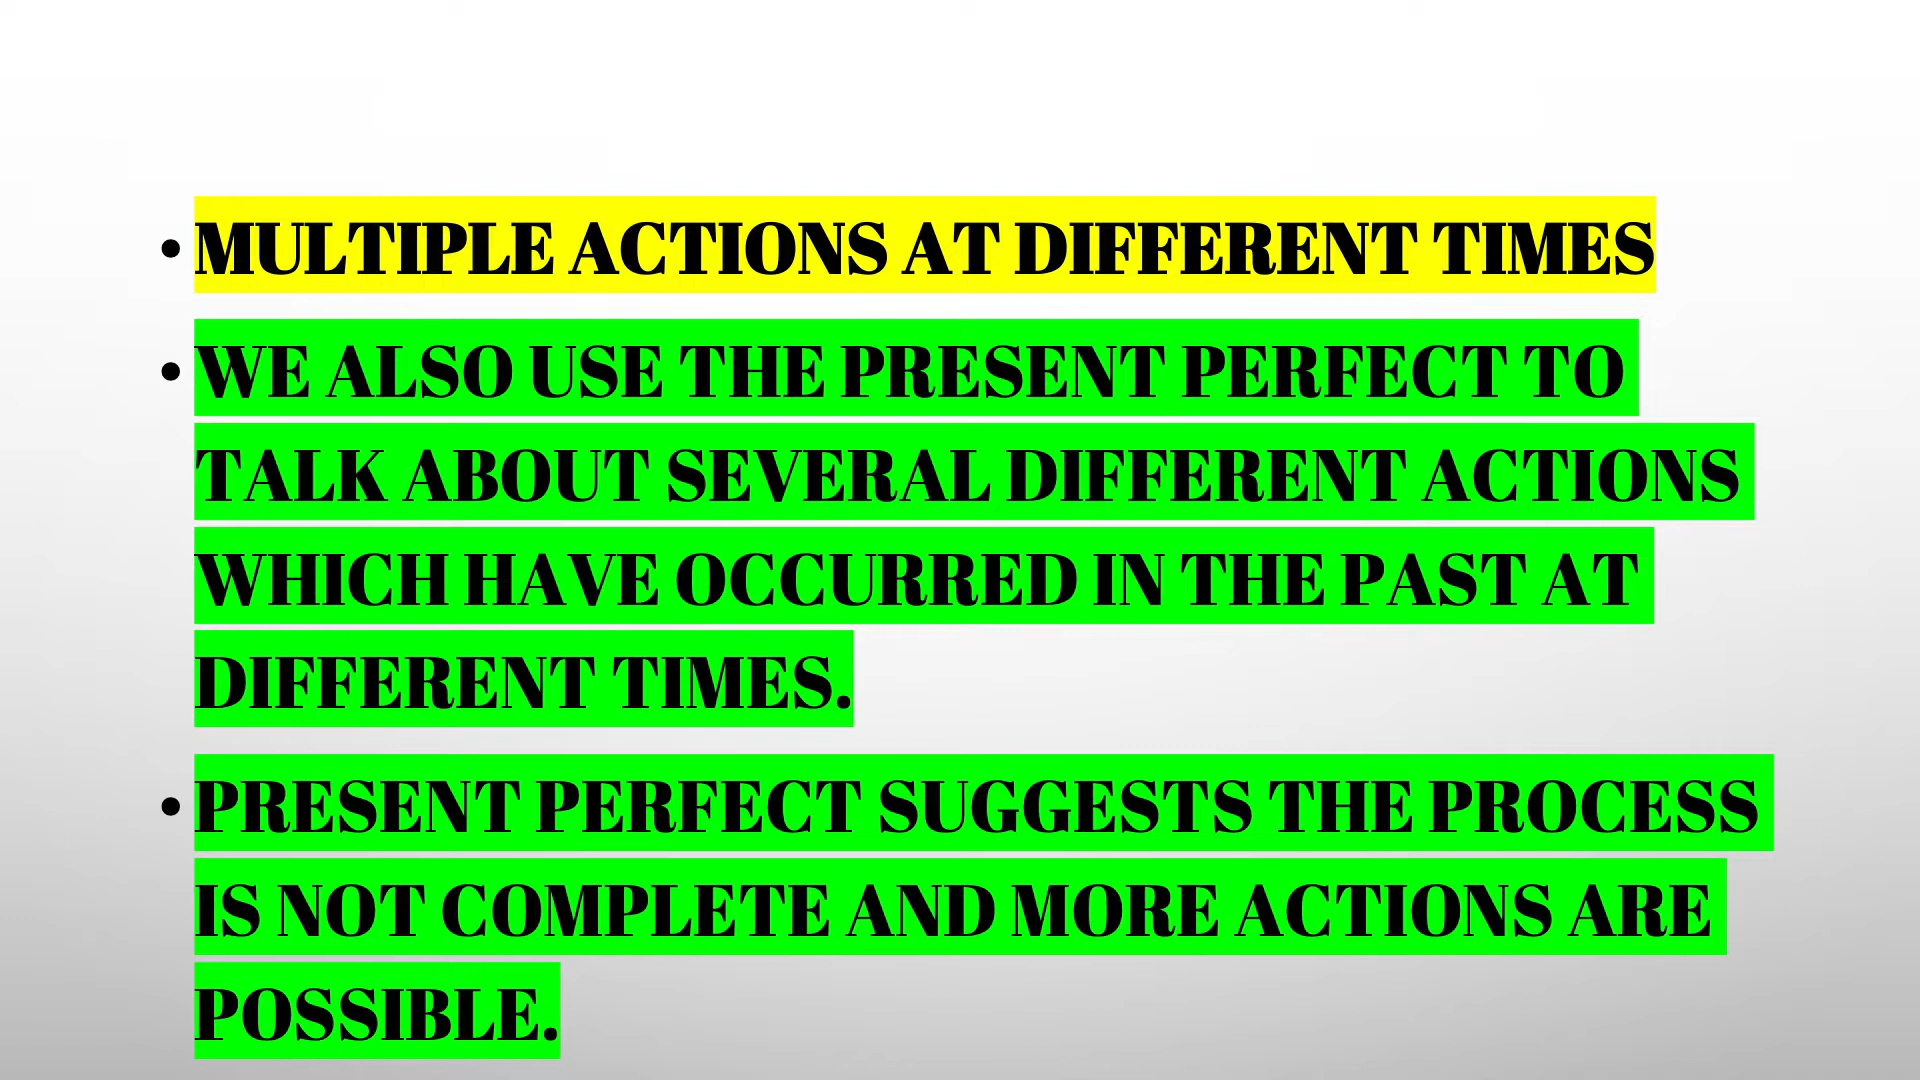 • MULTIPLE ACTIONS AT DIFFERENT TIMES
• WE ALSO USE THE PRESENT PERFECT TO
TALK ABOUT SEVERAL DIFFERENT ACTIONS
WHICH HAVE OCCURRED IN THE PAST AT
DIFFERENT TIMES.
• PRESENT PERFECT SUGGESTS THE PROCESS
IS NOT COMPLETE AND MORE ACTIONS ARE
POSSIBLE.